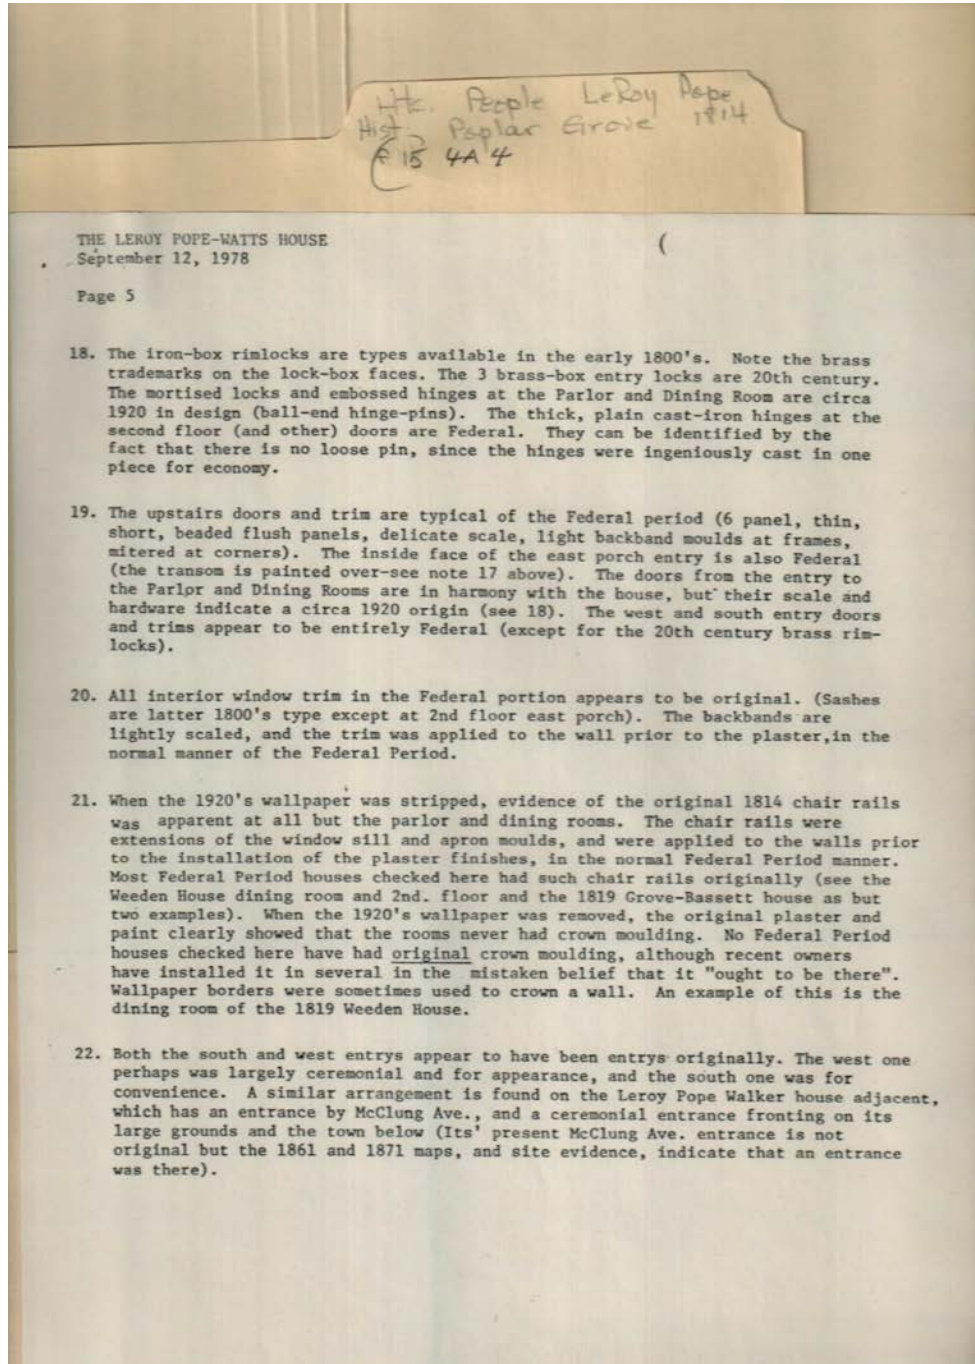 Hts. People LeRoy Pope
Hist. Poplar Grove 1814
F 15 4A 4
THE LEROY POPE-WATTS HOUSE
September 12, 1978
Page 5
18. The iron-box rimlocks are types available in the early 1800's. Note the brass
trademarks on the lock-box faces. The 3 brass-box entry locks are 20th century.
The mortised locks and embossed hinges at the Parlor and Dining Room are circa
1920 in design (ball-end hinge-pins). The thick, plain cast-iron hinges at the
second floor (and other) doors are Federal. They can be identified by the
fact that there is no loose pin, since the hinges were ingeniously cast in one
piece for economy.
19. The upstairs doors and trim are typical of the Federal period (6 panel, thin,
short, beaded flush panels, delicate scale, light backband moulds at frames,
mitered at corners). The inside face of the east porch entry is also Federal
(the transom is painted over-see note 17 above). The doors from the entry to
the Parlor and Dining Rooms are in harmony with the house, but their scale and
hardware indicate a circa 1920 origin (see 18). The west and south entry doors
and trims appear to be entirely Federal (except for the 20th century brass rim-
locks).
20. All interior window trim in the Federal portion appears to be original. (Sashes
are latter 1800's type except at 2nd floor east porch). The backbands are
lightly scaled, and the trim was applied to the wall prior to the plaster,in the
normal manner of the Federal Period.
21. When the 1920's wallpaper was stripped, evidence of the original 1814 chair rails
was apparent at all but the parlor and dining rooms. The chair rails were
extensions of the window sill and apron moulds, and were applied to the walls prior
to the installation of the plaster finishes, in the normal Federal Period manner.
Most Federal Period houses checked here had such chair rails originally (see the
Weeden House dining room and 2nd. floor and the 1819 Grove-Bassett house as but
two examples). When the 1920's wallpaper was removed, the original plaster and
paint clearly showed that the rooms never had crown moulding. No Federal Period
houses checked here have had original crown moulding, although recent owners
have installed it in several in the mistaken belief that it "ought to be there".
Wallpaper borders were sometimes used to crown a wall. An example of this is the
dining room of the 1819 Weeden House.
22. Both the south and west entrys appear to have been entrys originally. The west one
perhaps was largely ceremonial and for appearance, and the south one was for
convenience. A similar arrangement is found on the Leroy Pope Walker house adjacent,
which has an entrance by McClung Ave., and a ceremonial entrance fronting on its
large grounds and the town below (Its' present McClung Ave. entrance is not
original but the 1861 and 1871 maps, and site evidence, indicate that an entrance
was there).